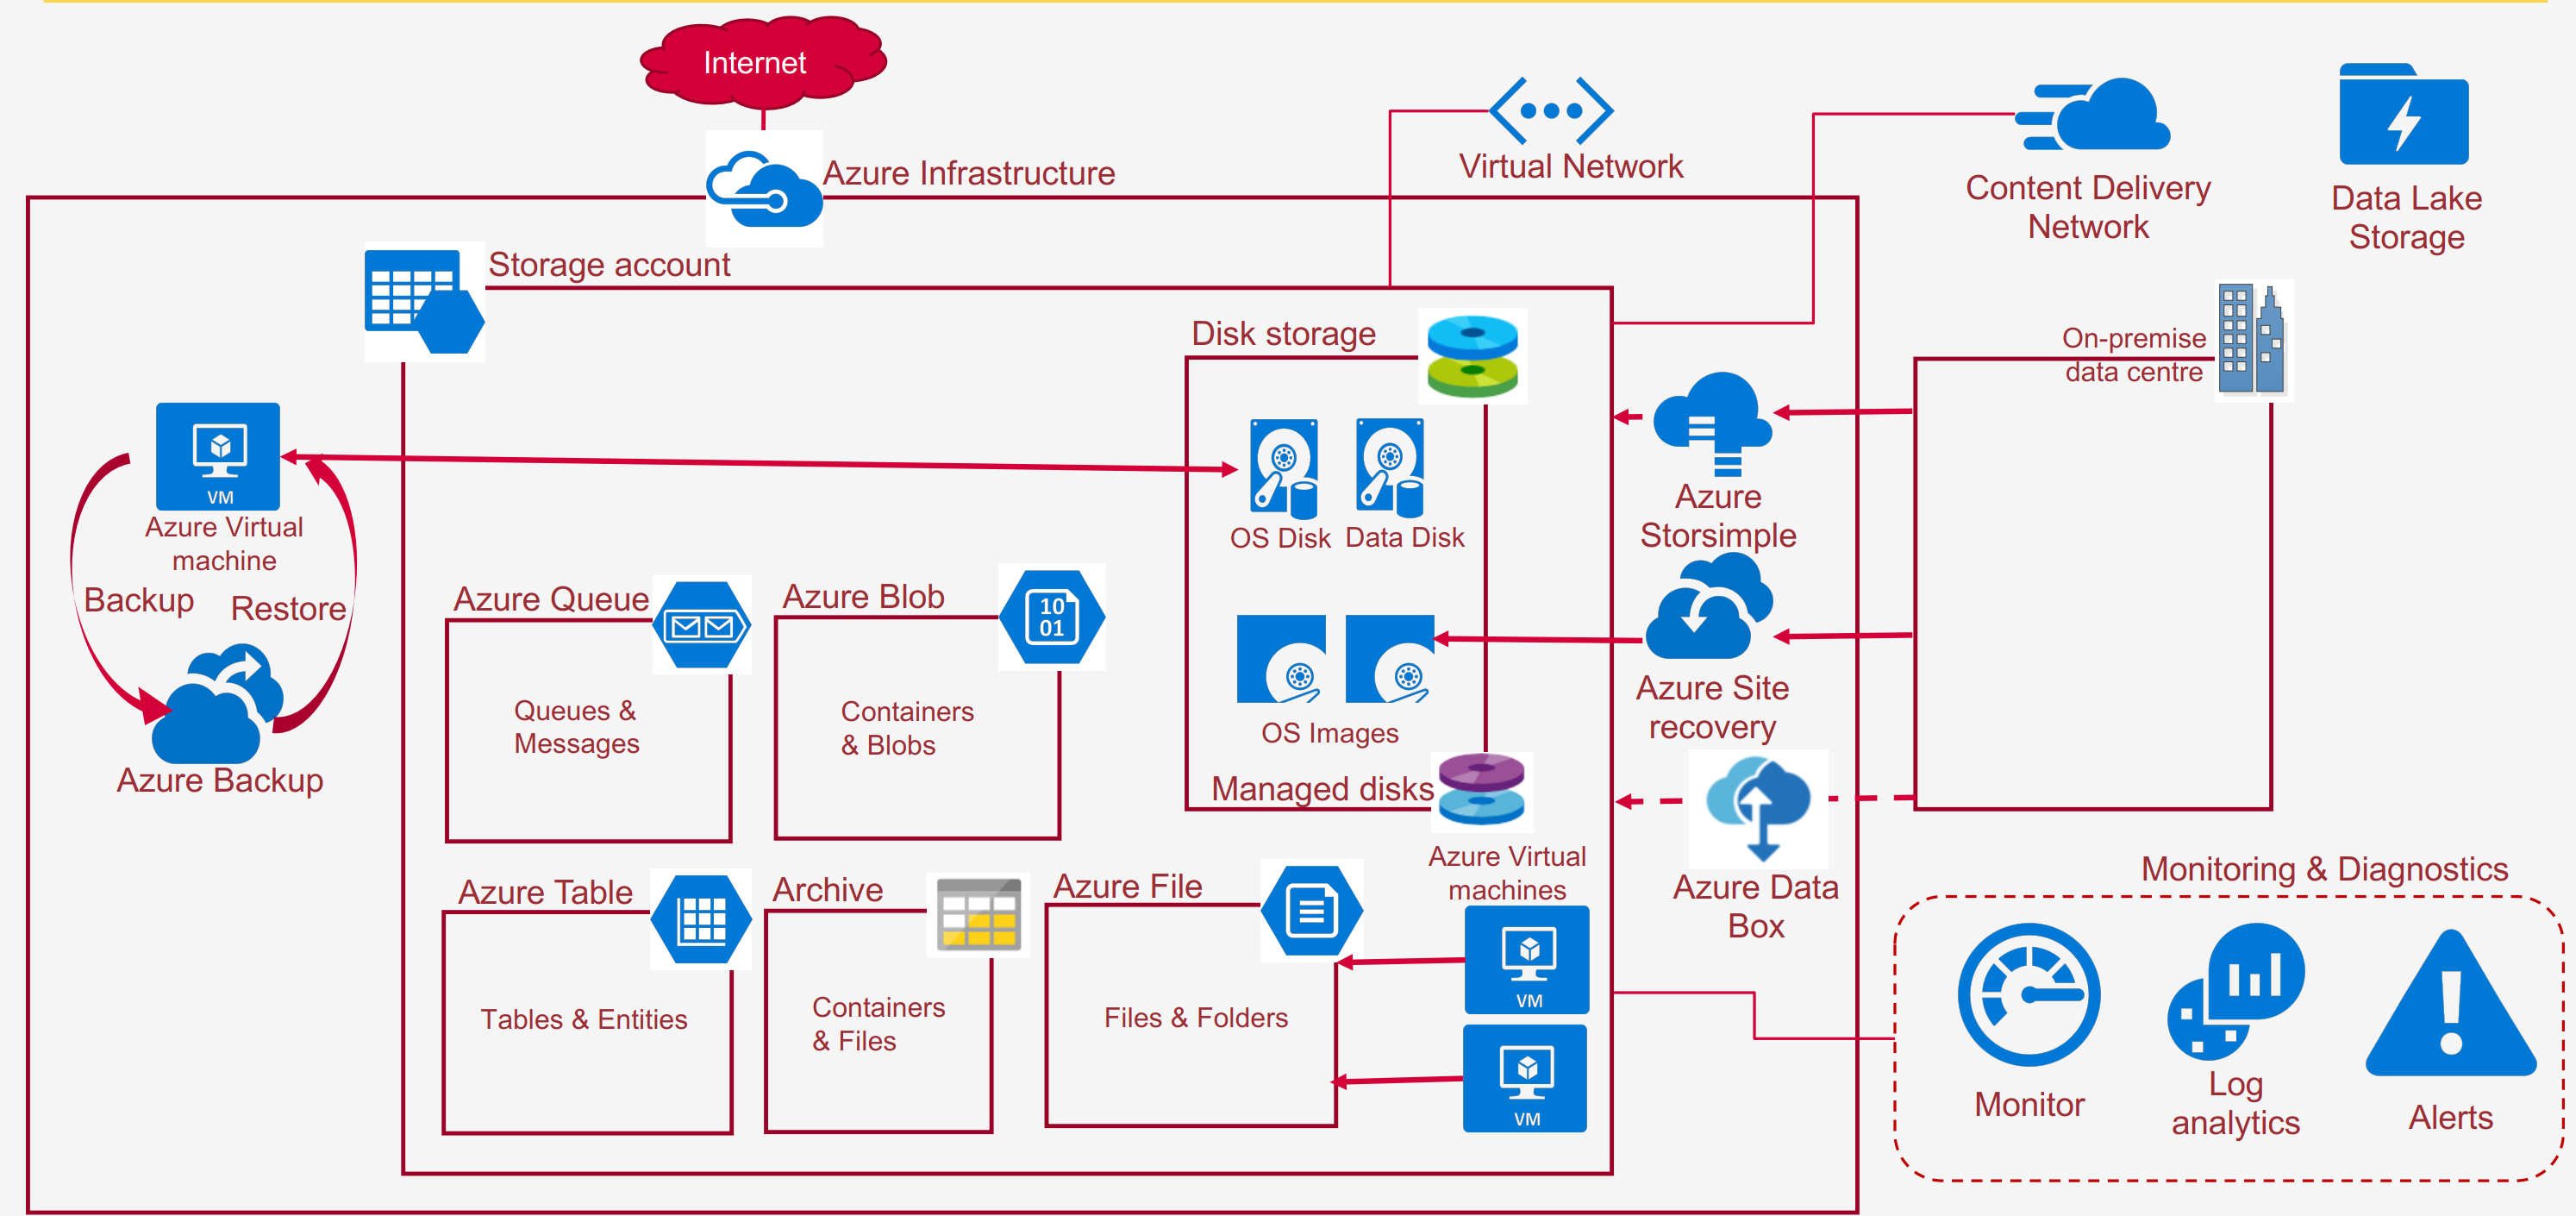 Internet
Azure Infrastructure
Virtual Network
Content Delivery
Network
Data Lake
Storage
Storage account
Disk storage
On-premise
data centre
VM
Azure Virtual
machine
Backup
Restore
Azure Backup
OS Disk
Data Disk
Azure
Storsimple
Azure Queue
Queues &
Messages
Azure Blob
10
01
Containers
& Blobs
OS Images
Managed disks
Azure Site
recovery
Azure Data
Box
Azure Table
Tables & Entities
Archive
Containers
& Files
Azure File
Files & Folders
Azure Virtual
machines
VM
VM
Monitoring & Diagnostics
Monitor
Log
analytics
Alerts